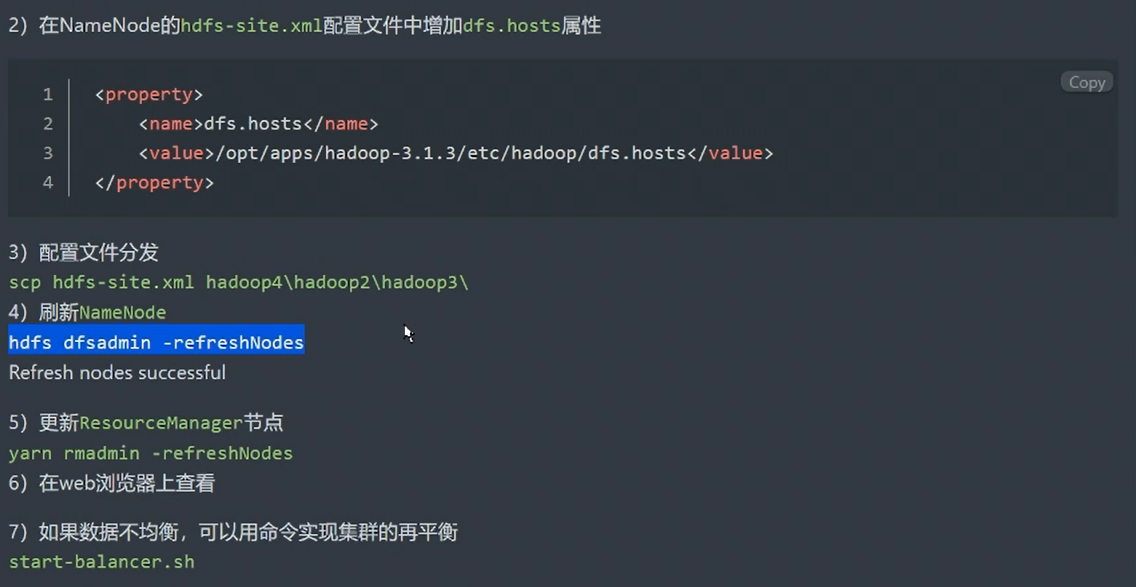 2）在NameNode的hdfs-site.xml配置文件中增加dfs.hosts属性
Copy
1 <property>
2 <name>dfs.hosts</name>
3 <value>/opt/apps/hadoop-3.1.3/etc/hadoop/dfs.hosts</value>
4 </property>
3）配置文件分发
scp hdfs-site.xml hadoop4\hadoop2\hadoop3\
4）刷新NameNode
hdfs dfsadmin -refreshNodes
Refresh nodes successful
5）更新ResourceManager节点
yarn rmadmin -refreshNodes
6）在web浏览器上查看
7）如果数据不均衡，可以用命令实现集群的再平衡
start-balancer.sh